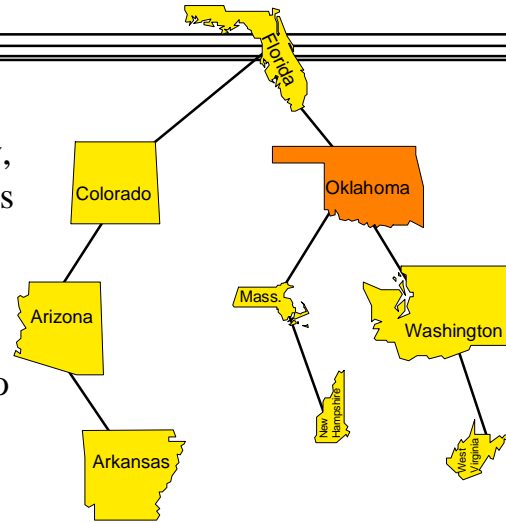 Florida
y,
s
Colorado
Oklahoma
Mass.
Arizona
Washington
o
New
Hampshire
West
Virginia
Arkansas